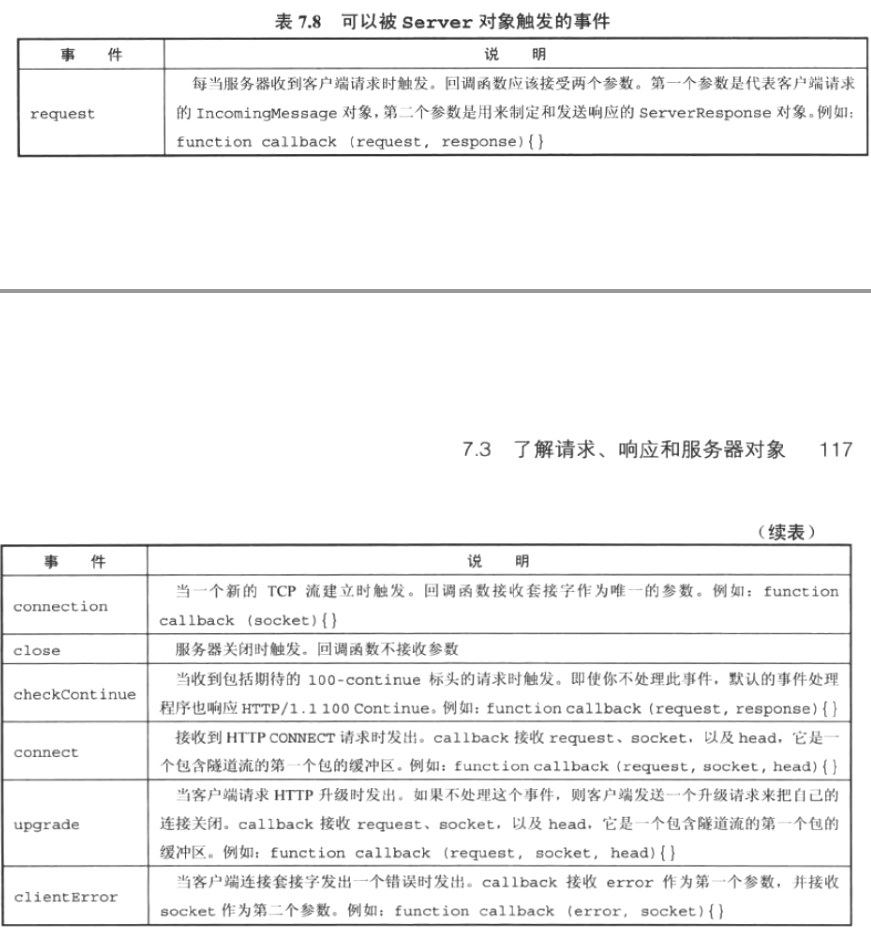 表 7.8 可以被 Server 对象触发的事件
事 件 说 明
每当服务器收到客户端请求时触发。回调函数应该接受两个参数。第一个参数是代表客户端请求
request 的 IncomingMessage 对象,第二个参数是用来制定和发送响应的 ServerResponse 对象。例如:
function callback (request, response){}
7.3 了解请求、响应和服务器对象 117
(续表)
事 件 说 明
当一个新的 TCP 流建立时触发。回调函数接收套接字作为唯一的参数。例如:function
connection
callback (socket){}
close 服务器关闭时触发。回调函数不接收参数
当收到包括期待的 100-continue 标头的请求时触发。即使你不处理此事件,默认的事件处理
checkContinue
程序也响应 HTTP/1.1 100 Continue。例如:function callback (request, response){}
接收到 HTTP CONNECT 请求时发出。callback 接收 request、socket,以及 head,它是一
connect
个包含隧道流的第一个包的缓冲区。例如:function callback (request, socket, head){}
当客户端请求 HTTP 升级时发出。如果不处理这个事件,则客户端发送一个升级请求来把自己的
upgrade 连接关闭。callback 接收 request、socket,以及 head,它是一个包含隧道流的第一个包的
缓冲区。例如:function callback (request, socket, head){}
当客户端连接套接字发出一个错误时发出。callback 接收 error 作为第一个参数,并接收
clientError
socket 作为第二个参数。例如:function callback (error, socket){}